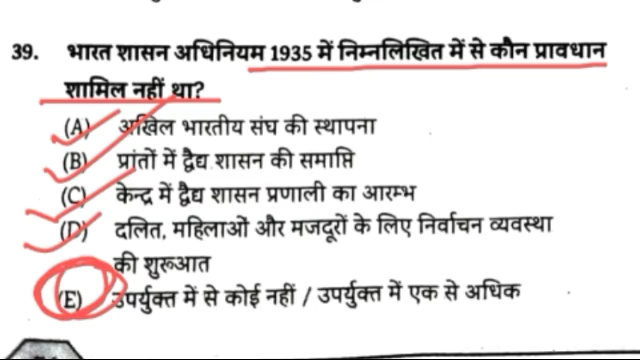 39. भारत शासन अधिनियम 1935 में निम्नलिखित में से कौन प्रावधान
शामिल नहीं था?
(A) अखिल भारतीय संघ की स्थापना
(B) प्रांतों में द्वैध शासन की समाप्ति
(C) केन्द्र में द्वैध शासन प्रणाली का आरम्भ
(D) दलित, महिलाओं और मजदूरों के लिए निर्वाचन व्यवस्था
की शुरूआत
(E) उपर्युक्त में से कोई नहीं / उपर्युक्त में एक से अधिक